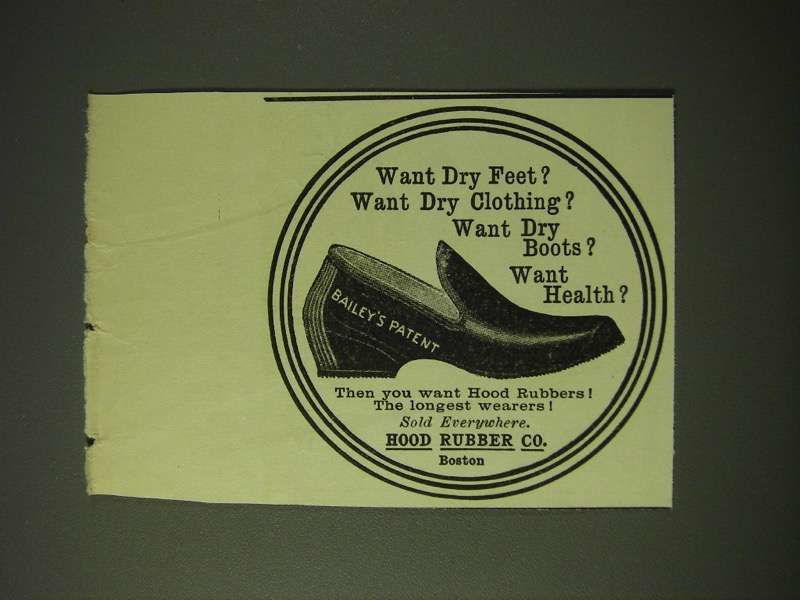 Want Dry Feet?
Want Dry Clothing?
Want Dry
Boots?
Want
Health?
BAILEY'S PATENT
Then you want Hood Rubbers!
The longest wearers!
Sold Everywhere.
HOOD RUBBER CO.
Boston